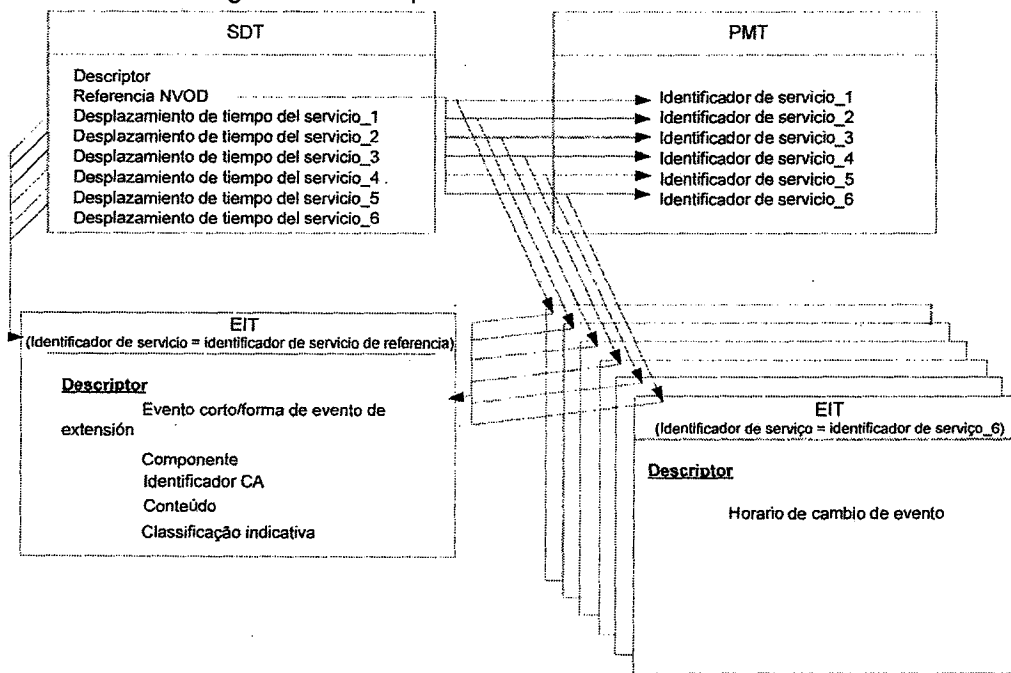 SDT
Descriptor
Referencia NVOD
Desplazamiento de tiempo del servicio_1
Desplazamiento de tiempo del servicio_2
Desplazamiento de tiempo del servicio_3
Desplazamiento de tiempo del servicio_4
Desplazamiento de tiempo del servicio_5
Desplazamiento de tiempo del servicio_6
PMT
Identificador de servicio_1
Identificador de servicio_2
Identificador de servicio_3
Identificador de servicio_4
Identificador de servicio_5
Identificador de servicio_6
EIT
(Identificador de servicio = identificador de servicio de referencia)
Descriptor
Evento corto/forma de evento de
extensión
Componente
Identificador CA
Conteúdo
Classificação indicativa
EIT
(Identificador de serviço = identificador de serviço_6)
Descriptor
Horario de cambio de evento